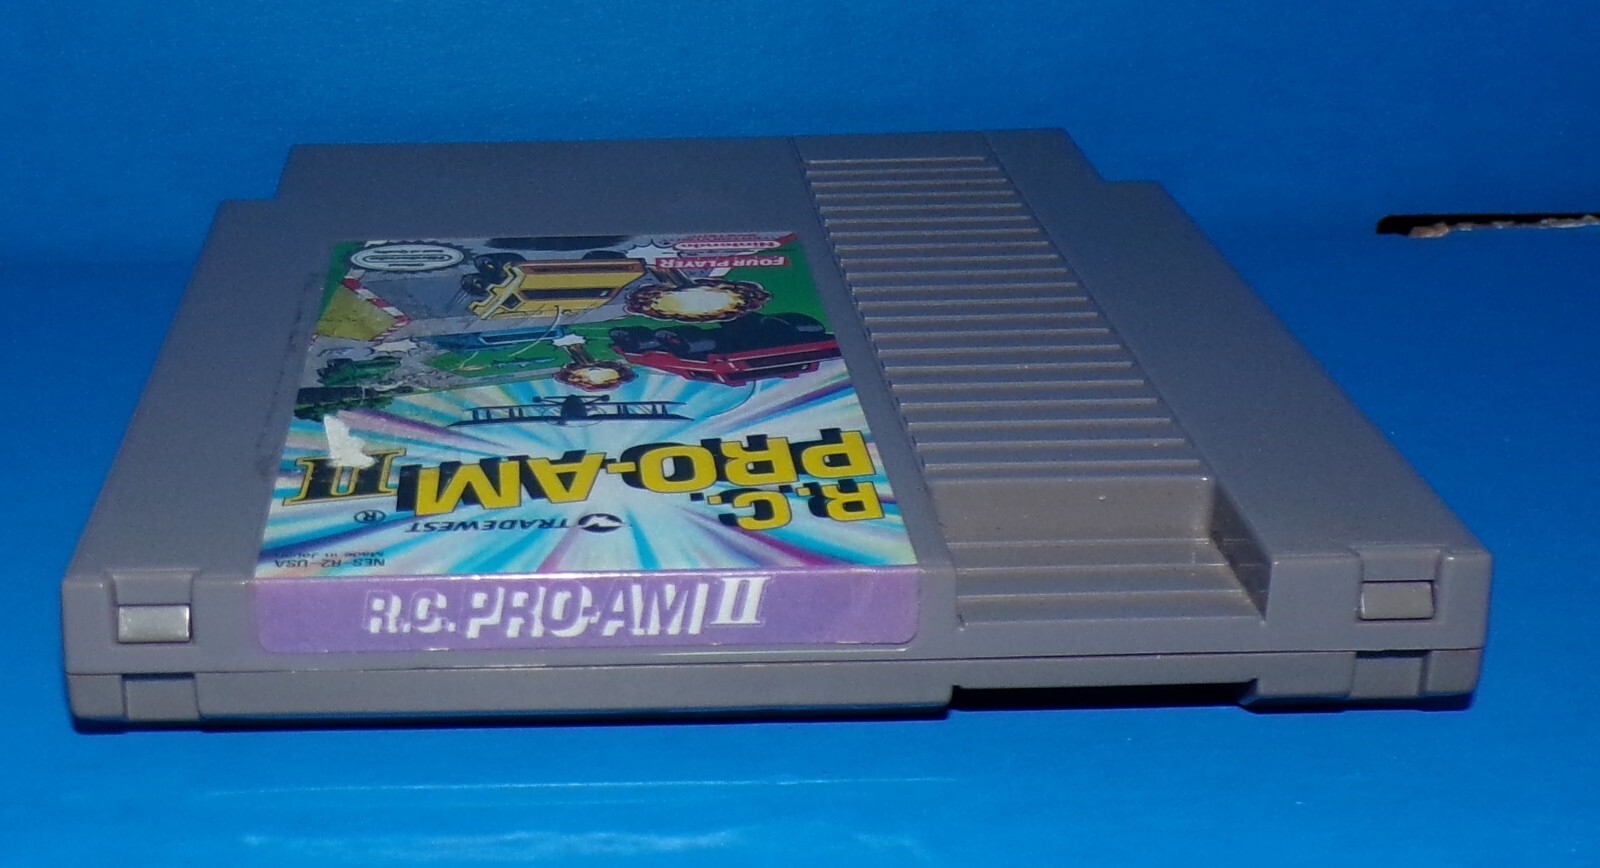 R.C. PRO-AM II
NES-R2-USA
Made in Japan
TRADEWEST ®
R.C.
PRO-AM II
FOUR PLAYER
Nintendo